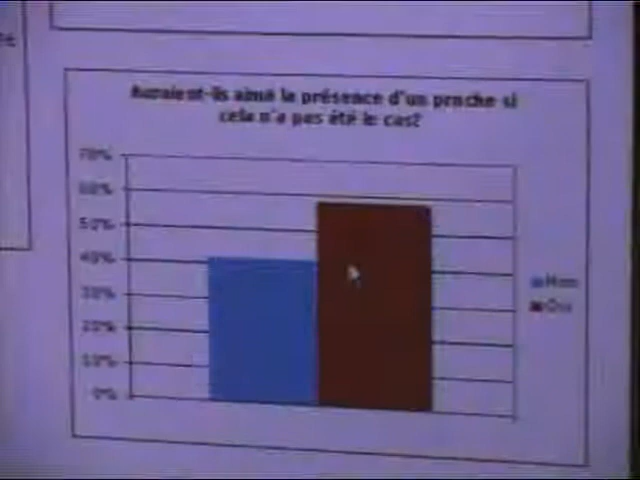 Auraient-ils aimé la présence d'un proche si
cela n'a pas été le cas?
70%
60%
50%
40%
30%
20%
10%
0%
Non
Oui